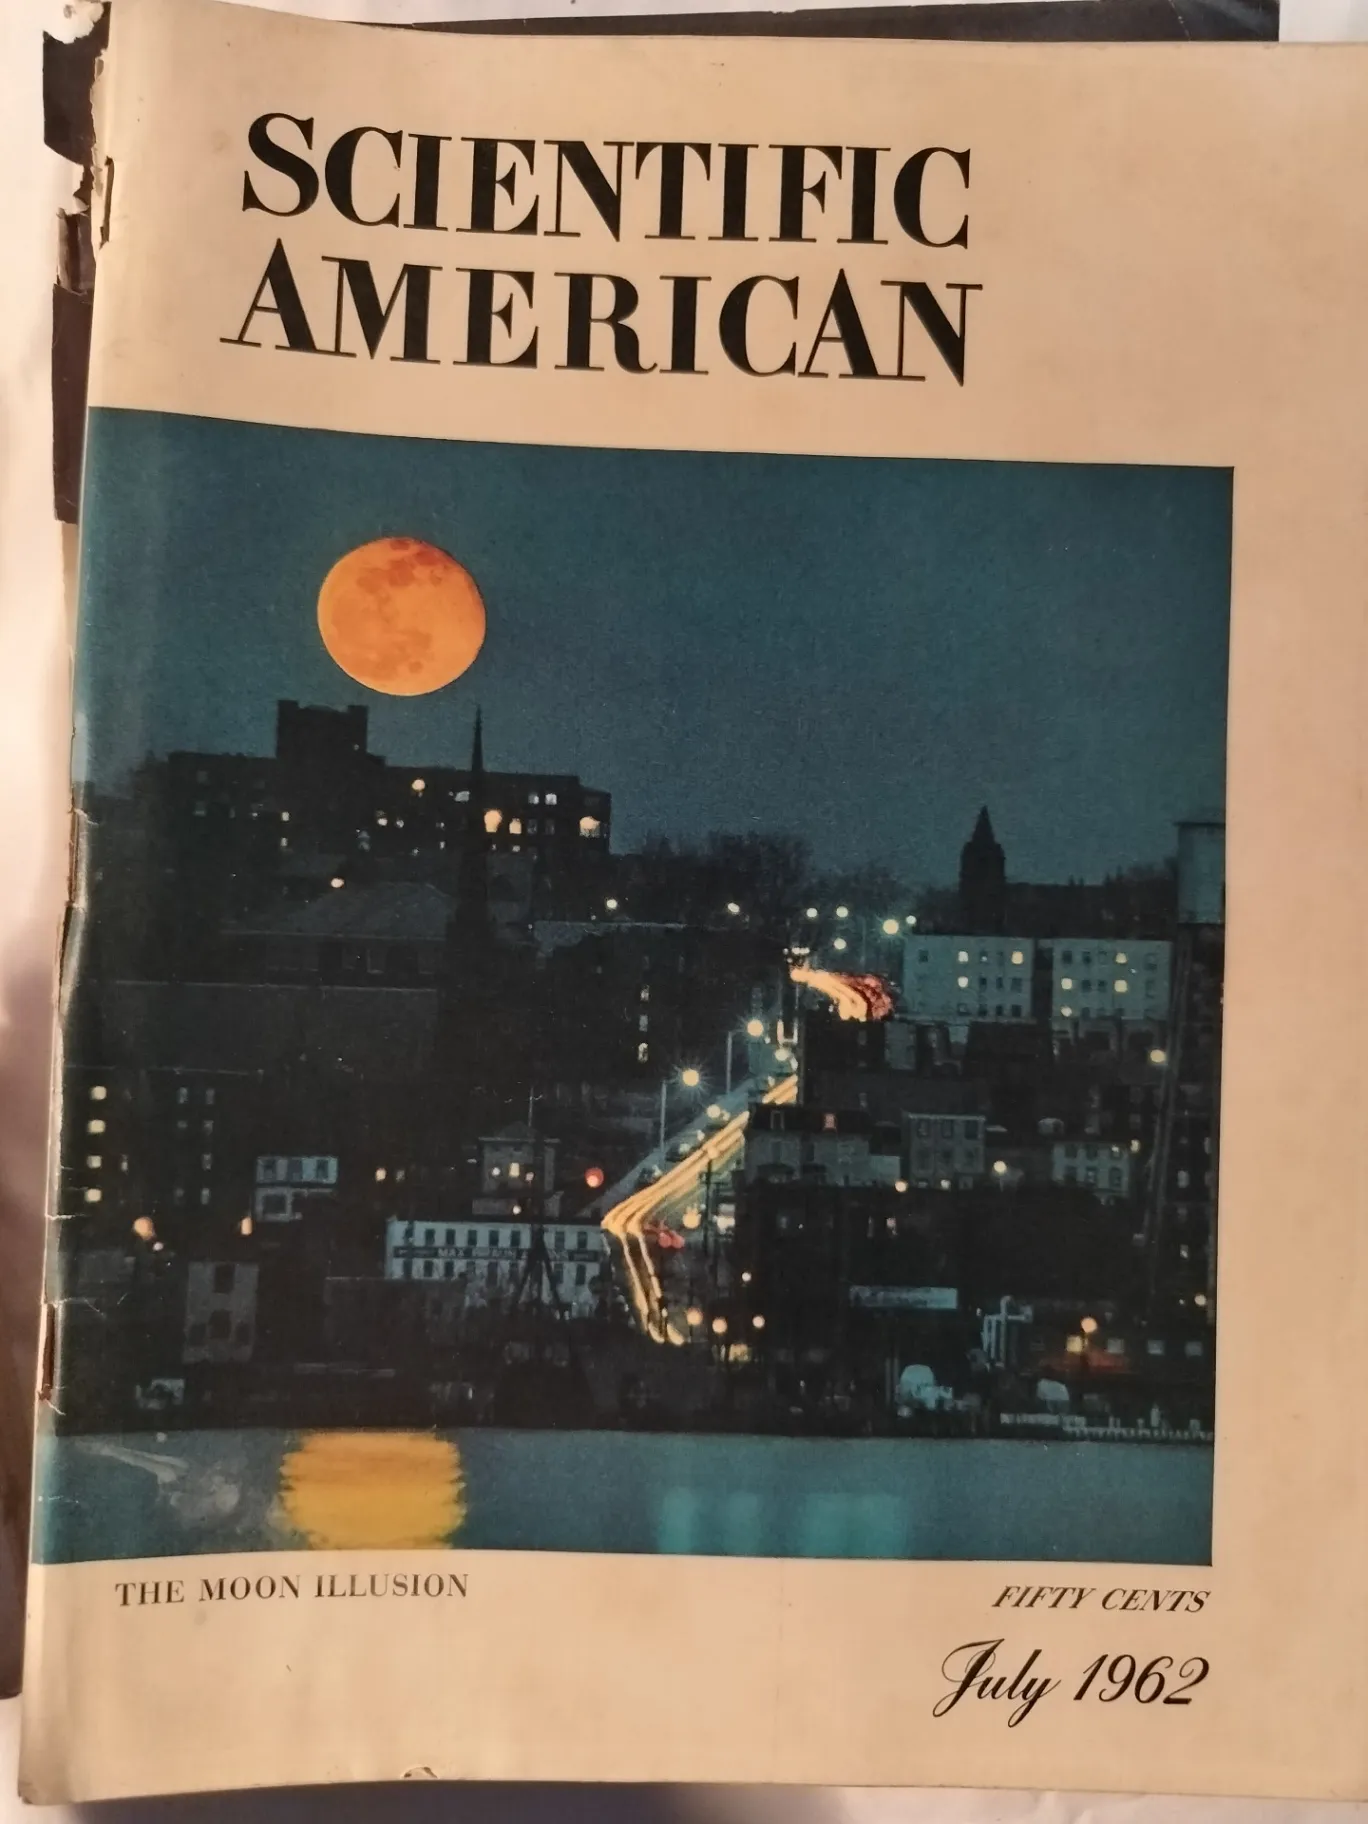 SCIENTIFIC
AMERICAN
THE MOON ILLUSION
FIFTY CENTS
July 1962